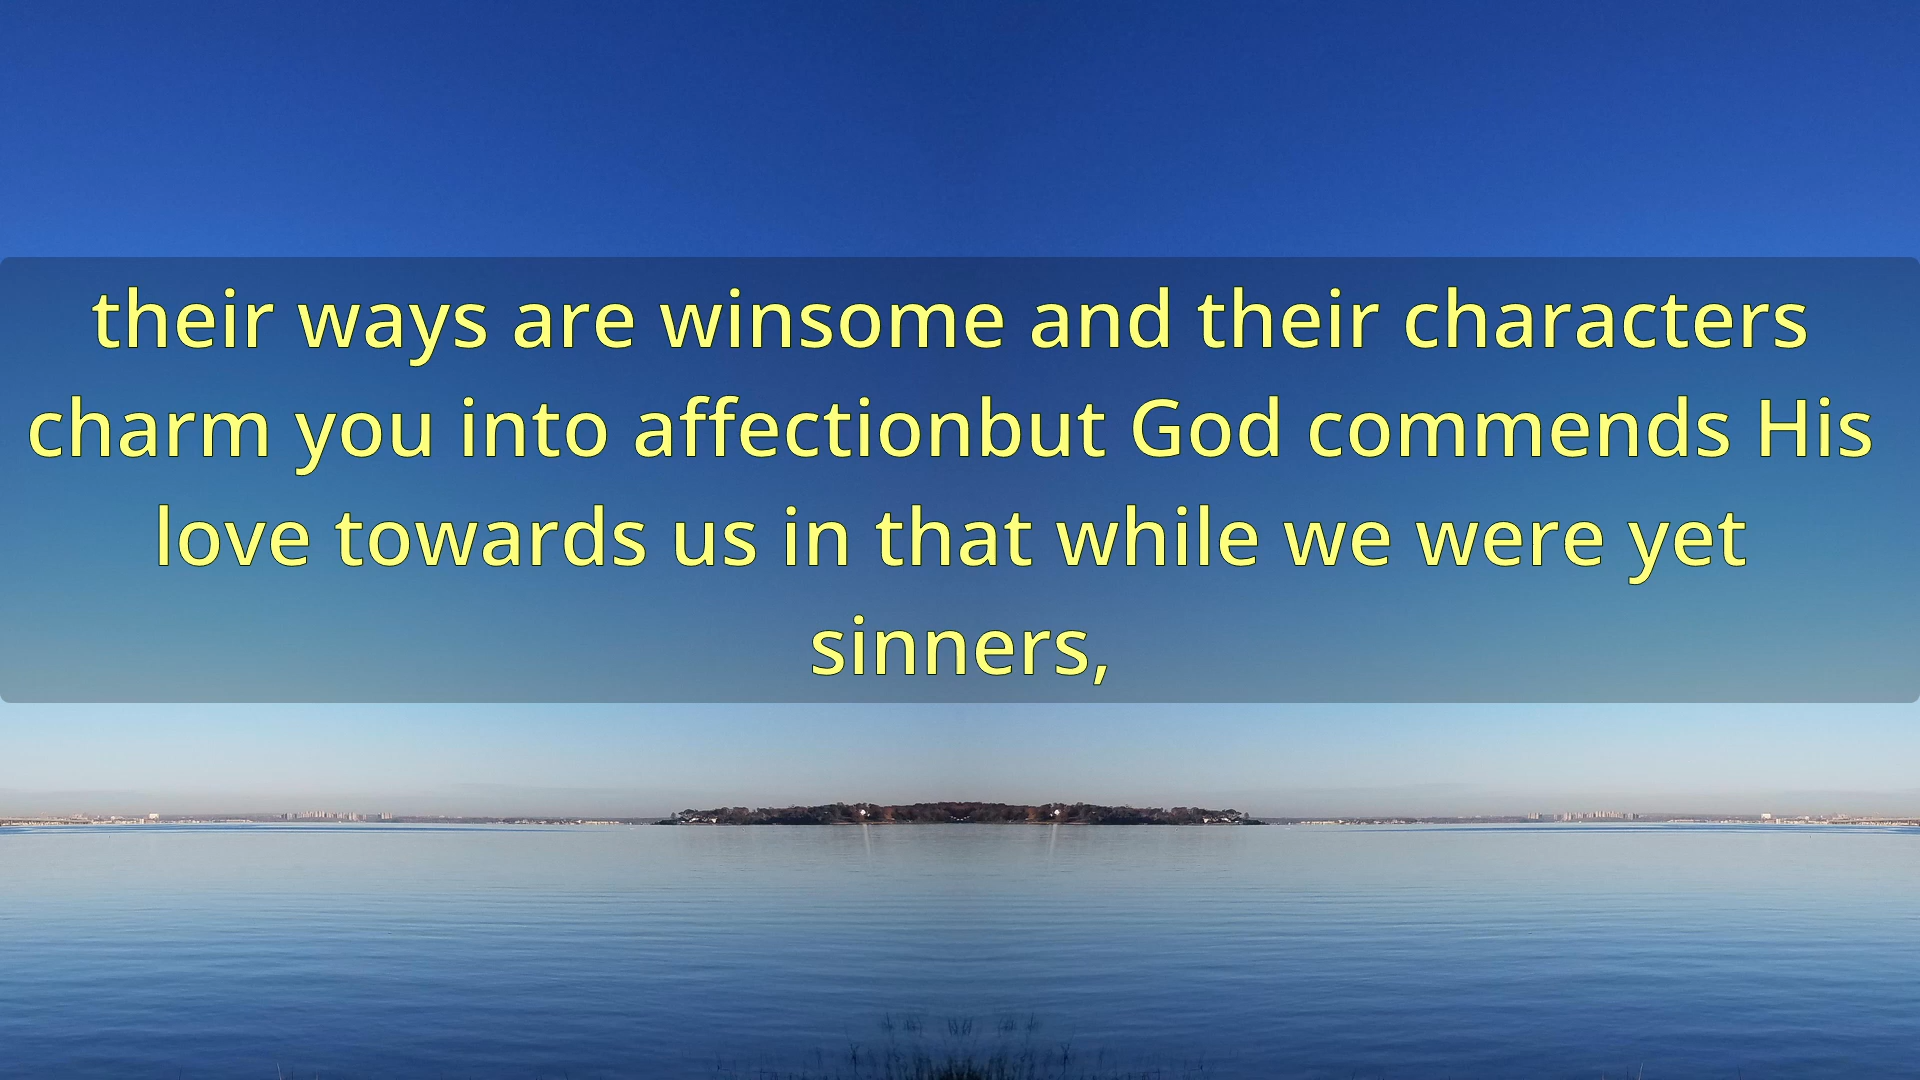 their ways are winsome and their characters
charm you into affectionbut God commends His
love towards us in that while we were yet
sinners,